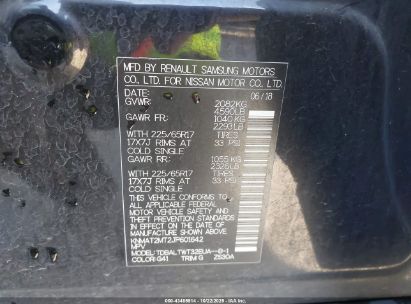 MFD BY RENAULT SAMSUNG MOTORS
CO. LTD. FOR NISSAN MOTOR CO. LTD.
DATE: 06/18
GVWR: 2082KG
4590LB
GAWR FR: 1040KG
2293LB
WITH 225/65R17 TIRES
17X7J RIMS AT 33 PSI
COLD SINGLE
GAWR RR: 1055KG
2326LB
WITH 225/65R17 TIRES
17X7J RIMS AT 33 PSI
COLD SINGLE
THIS VEHICLE CONFORMS TO ALL
APPLICABLE FEDERAL MOTOR
VEHICLE SAFETY STANDARDS
IN EFFECT ON THE DATE OF
MANUFACTURE SHOWN ABOVE
KNMAT2MT2JP601642
MPV
MODEL: TDBALTWT32EUA--B-1
COLOR: G41 TRIM G Z630A